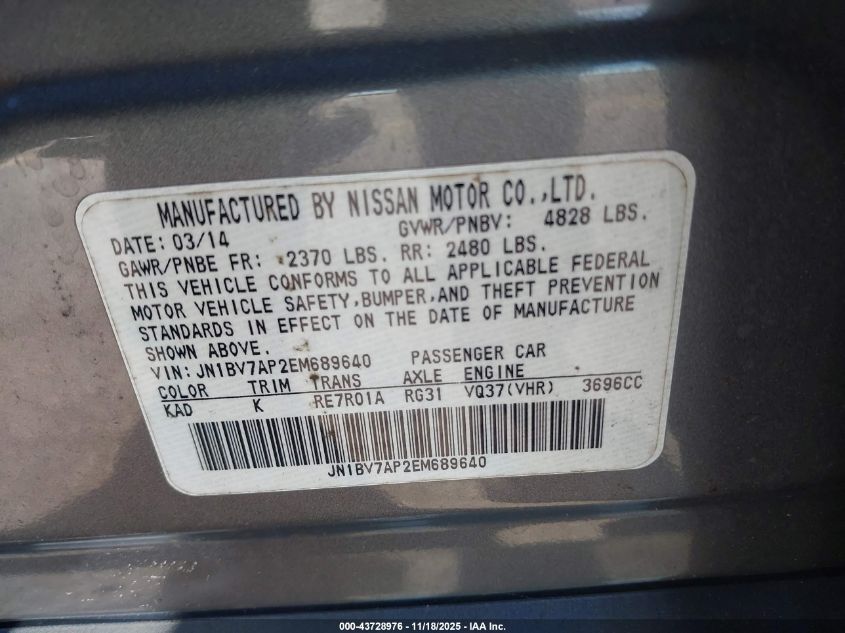 MANUFACTURED BY NISSAN MOTOR CO.,LTD.
DATE: 03/14 GVWR/PNBV: 4828 LBS.
GAWR/PNBE FR: 2370 LBS. RR: 2480 LBS.
THIS VEHICLE CONFORMS TO ALL APPLICABLE FEDERAL
MOTOR VEHICLE SAFETY,BUMPER,AND THEFT PREVENTION
STANDARDS IN EFFECT ON THE DATE OF MANUFACTURE
SHOWN ABOVE.
VIN: JN1BV7AP2EM689640 PASSENGER CAR
COLOR TRIM TRANS AXLE ENGINE
KAD K RE7R01A RG31 VQ37(VHR) 3696CC
JN1BV7AP2EM689640
000-43728976 - 11/18/2025 - IAA Inc.